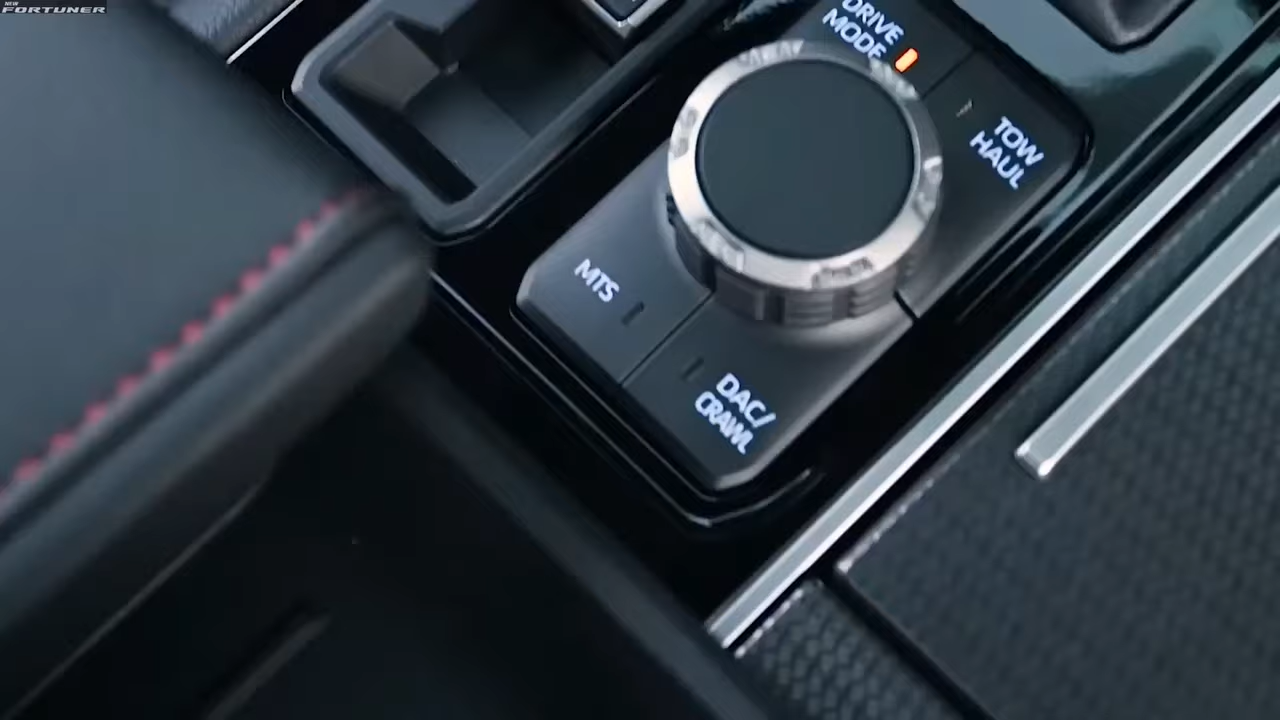 NEW
FORTUNER
DRIVE
MODE
TOW
HAUL
MTS
DAC/
CRAWL